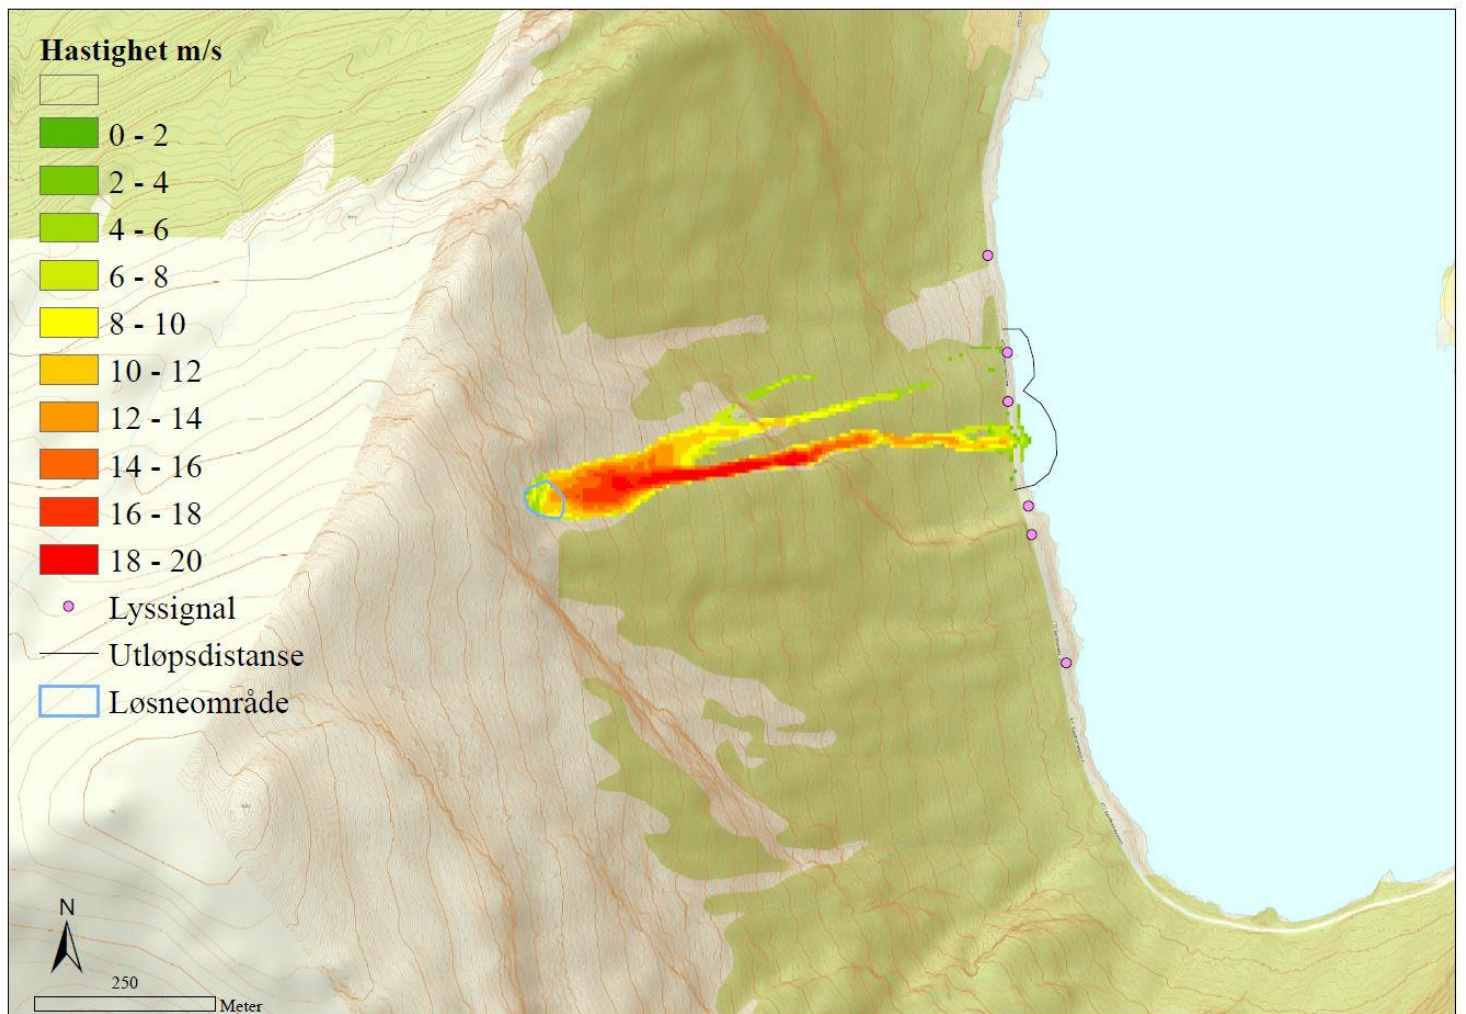 Hastighet m/s
0 - 2
2 - 4
4 - 6
6 - 8
8 - 10
10 - 12
12 - 14
14 - 16
16 - 18
18 - 20
Lyssignal
Utløpsdistanse
Løsneområde
N
250
Meter